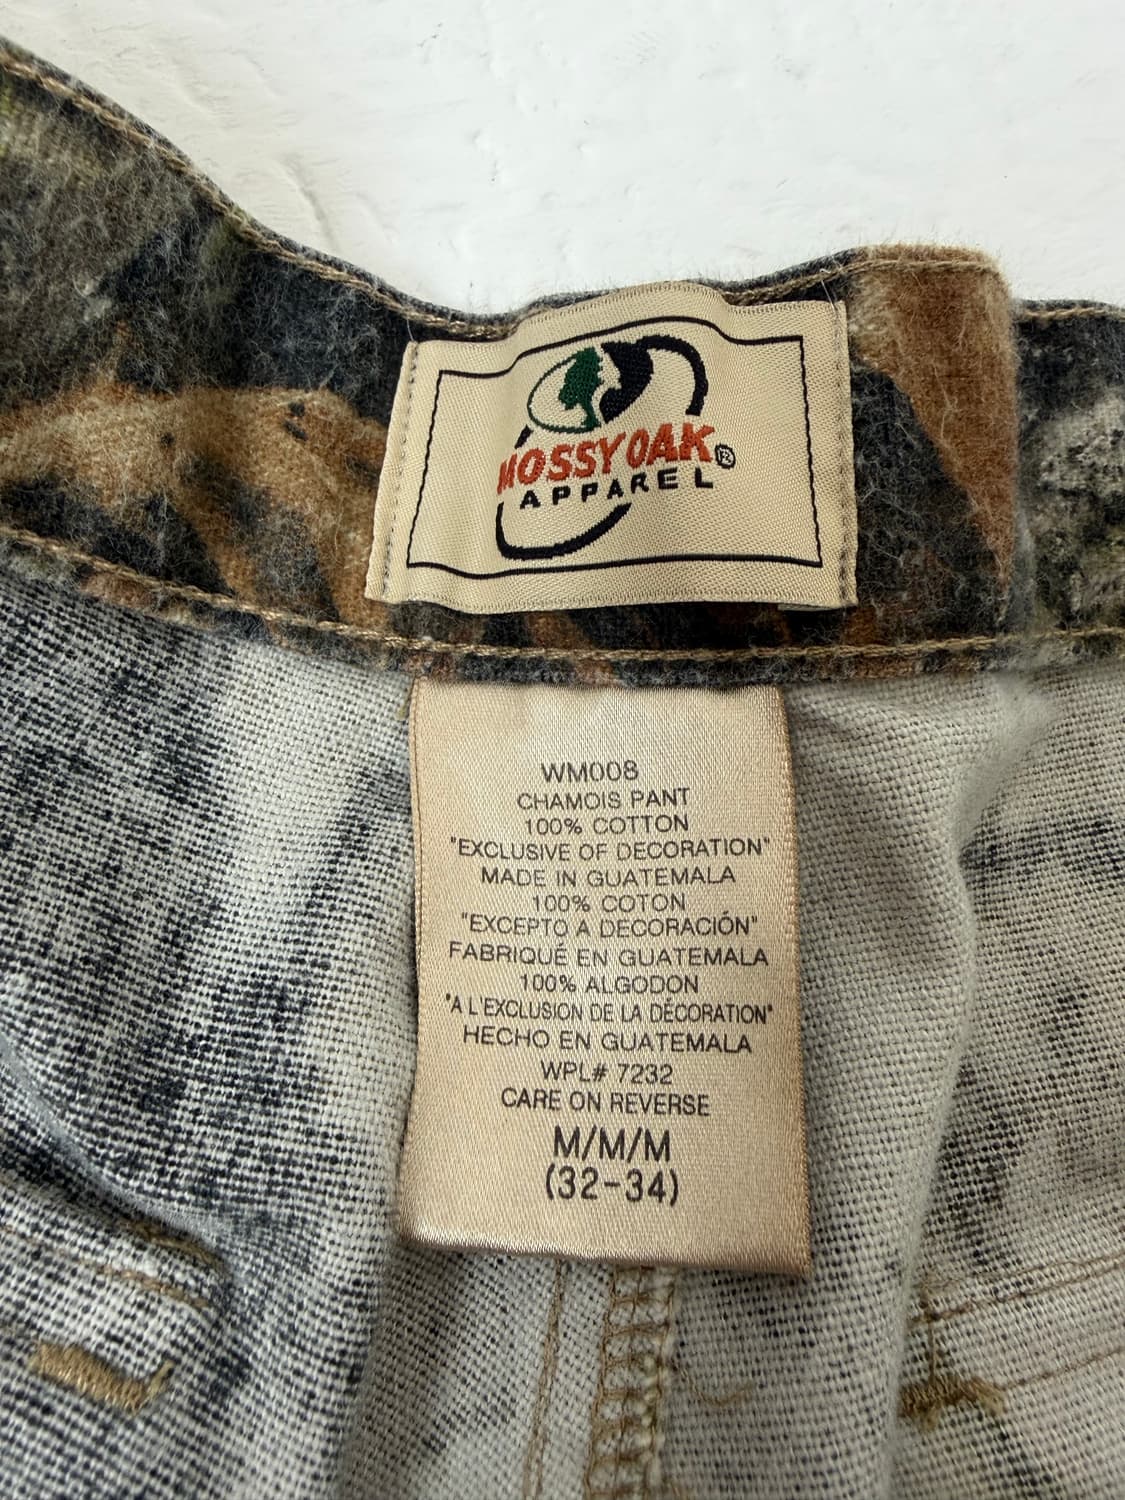 MOSSY OAK®
APPAREL
WM008
CHAMOIS PANT
100% COTTON
"EXCLUSIVE OF DECORATION"
MADE IN GUATEMALA
100% COTON
"EXCEPTO A DECORACIÓN"
FABRIQUÉ EN GUATEMALA
100% ALGODON
"A L'EXCLUSION DE LA DÉCORATION"
HECHO EN GUATEMALA
WPL# 7232
CARE ON REVERSE
M/M/M
(32-34)